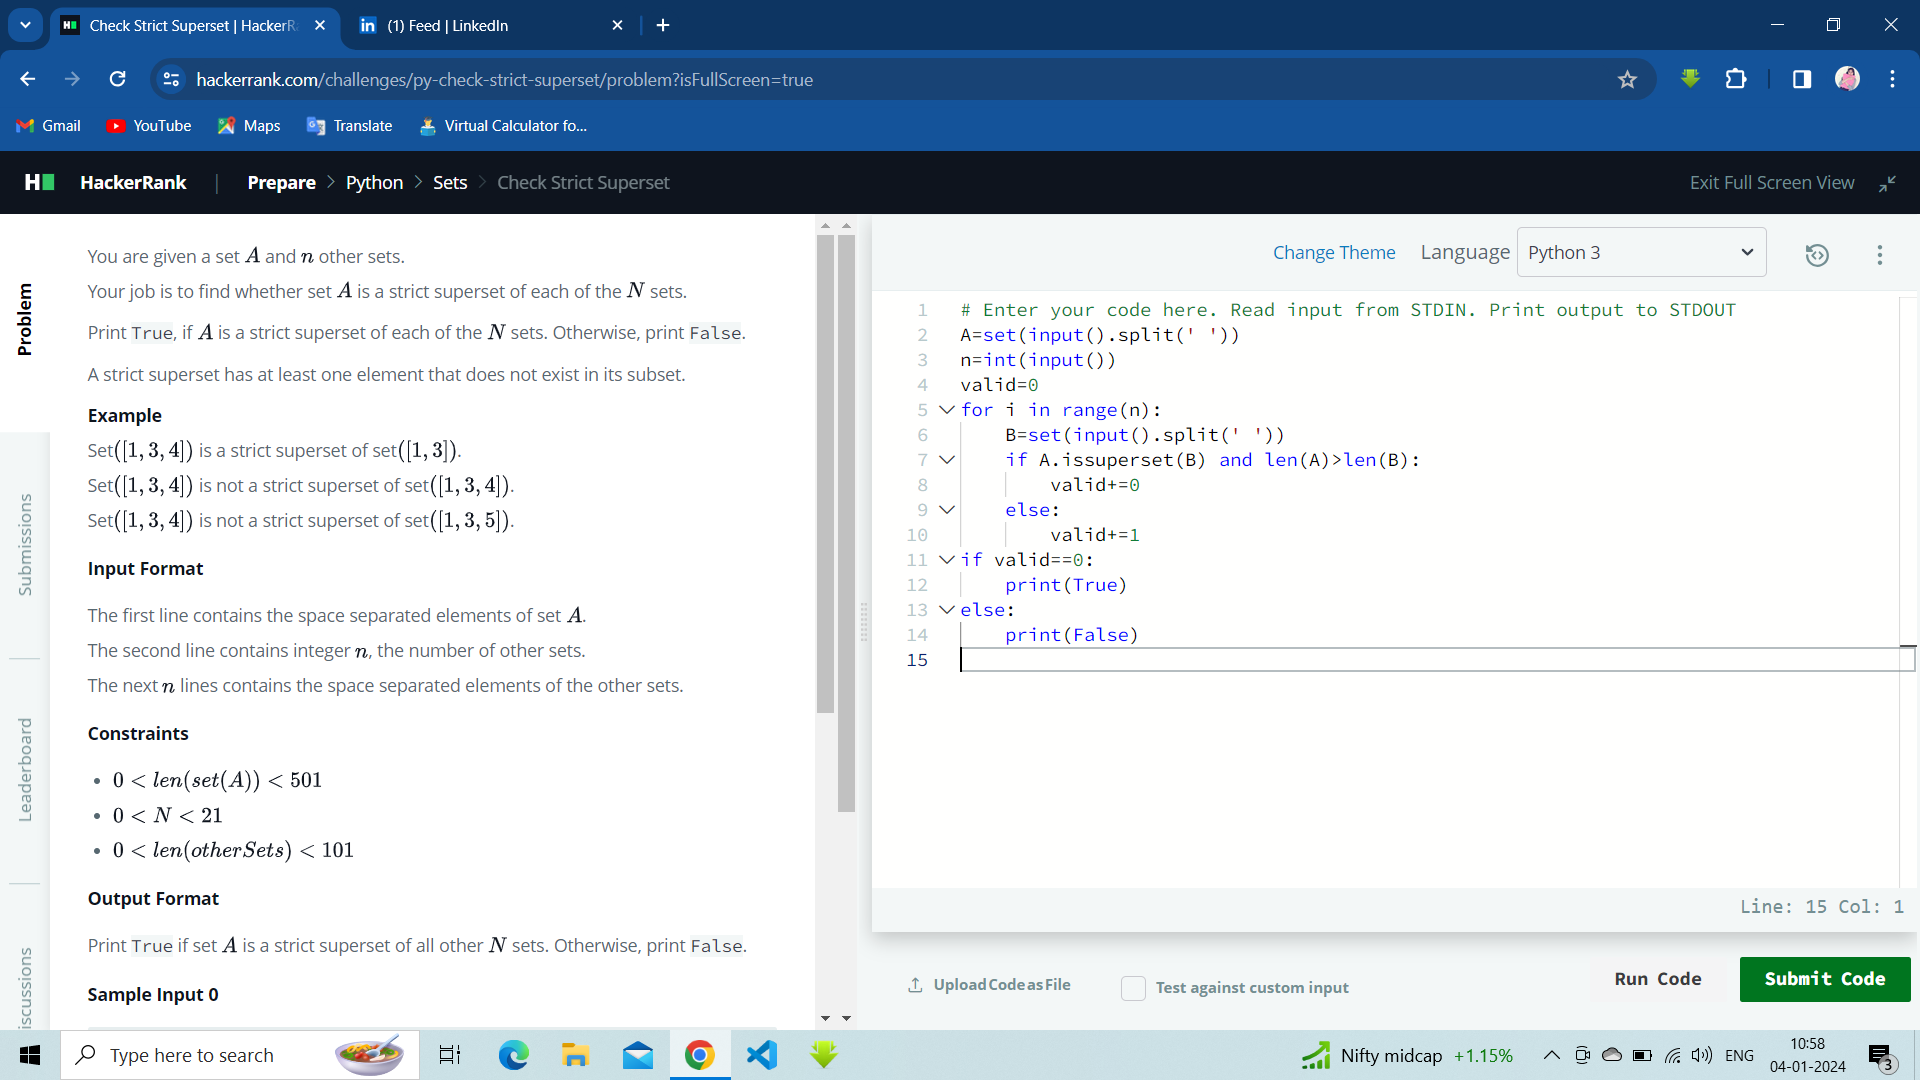 Check Strict Superset | HackerR
(1) Feed | LinkedIn
hackerrank.com/challenges/py-check-strict-superset/problem?isFullScreen=true
Gmail
YouTube
Maps
Translate
Virtual Calculator fo...
HackerRank | Prepare > Python > Sets > Check Strict Superset
Exit Full Screen View
Problem
Submissions
Leaderboard
iscussions
You are given a set A and n other sets.
Your job is to find whether set A is a strict superset of each of the N sets.
Print True, if A is a strict superset of each of the N sets. Otherwise, print False.
A strict superset has at least one element that does not exist in its subset.
Example
Set([1, 3, 4]) is a strict superset of set([1, 3]).
Set([1, 3, 4]) is not a strict superset of set([1, 3, 4]).
Set([1, 3, 4]) is not a strict superset of set([1, 3, 5]).
Input Format
The first line contains the space separated elements of set A.
The second line contains integer n, the number of other sets.
The next n lines contains the space separated elements of the other sets.
Constraints
• 0 < len(set(A)) < 501
• 0 < N < 21
• 0 < len(otherSets) < 101
Output Format
Print True if set A is a strict superset of all other N sets. Otherwise, print False.
Sample Input 0
Change Theme
Language
Python 3
1 # Enter your code here. Read input from STDIN. Print output to STDOUT
2 A=set(input().split(' '))
3 n=int(input())
4 valid=0
5 for i in range(n):
6     B=set(input().split(' '))
7     if A.issuperset(B) and len(A)>len(B):
8         valid+=0
9     else:
10         valid+=1
11 if valid==0:
12     print(True)
13 else:
14     print(False)
15
Line: 15 Col: 1
Upload Code as File
Test against custom input
Run Code
Submit Code
Type here to search
Nifty midcap +1.15%
ENG
10:58
04-01-2024
3